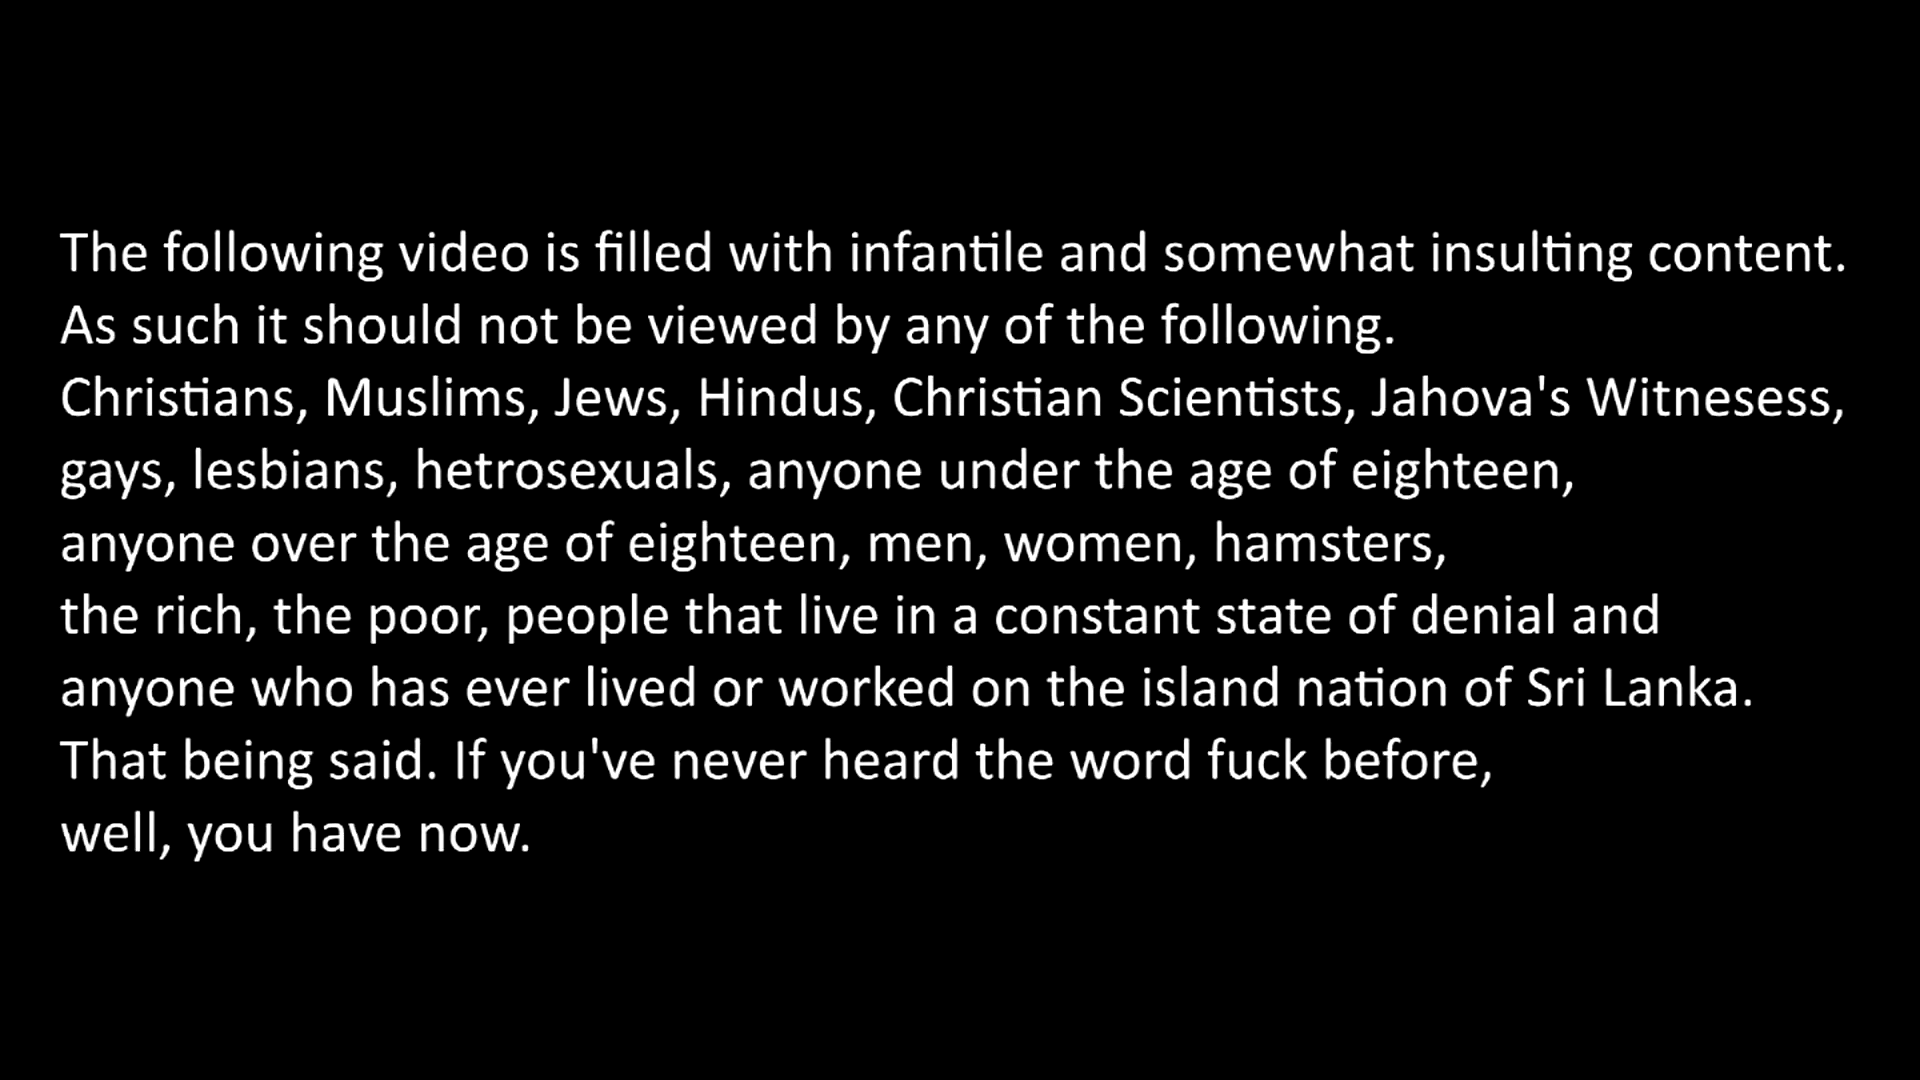 The following video is filled with infantile and somewhat insulting content.
As such it should not be viewed by any of the following.
Christians, Muslims, Jews, Hindus, Christian Scientists, Jahova's Witnesess,
gays, lesbians, hetrosexuals, anyone under the age of eighteen,
anyone over the age of eighteen, men, women, hamsters,
the rich, the poor, people that live in a constant state of denial and
anyone who has ever lived or worked on the island nation of Sri Lanka.
That being said. If you've never heard the word fuck before,
well, you have now.